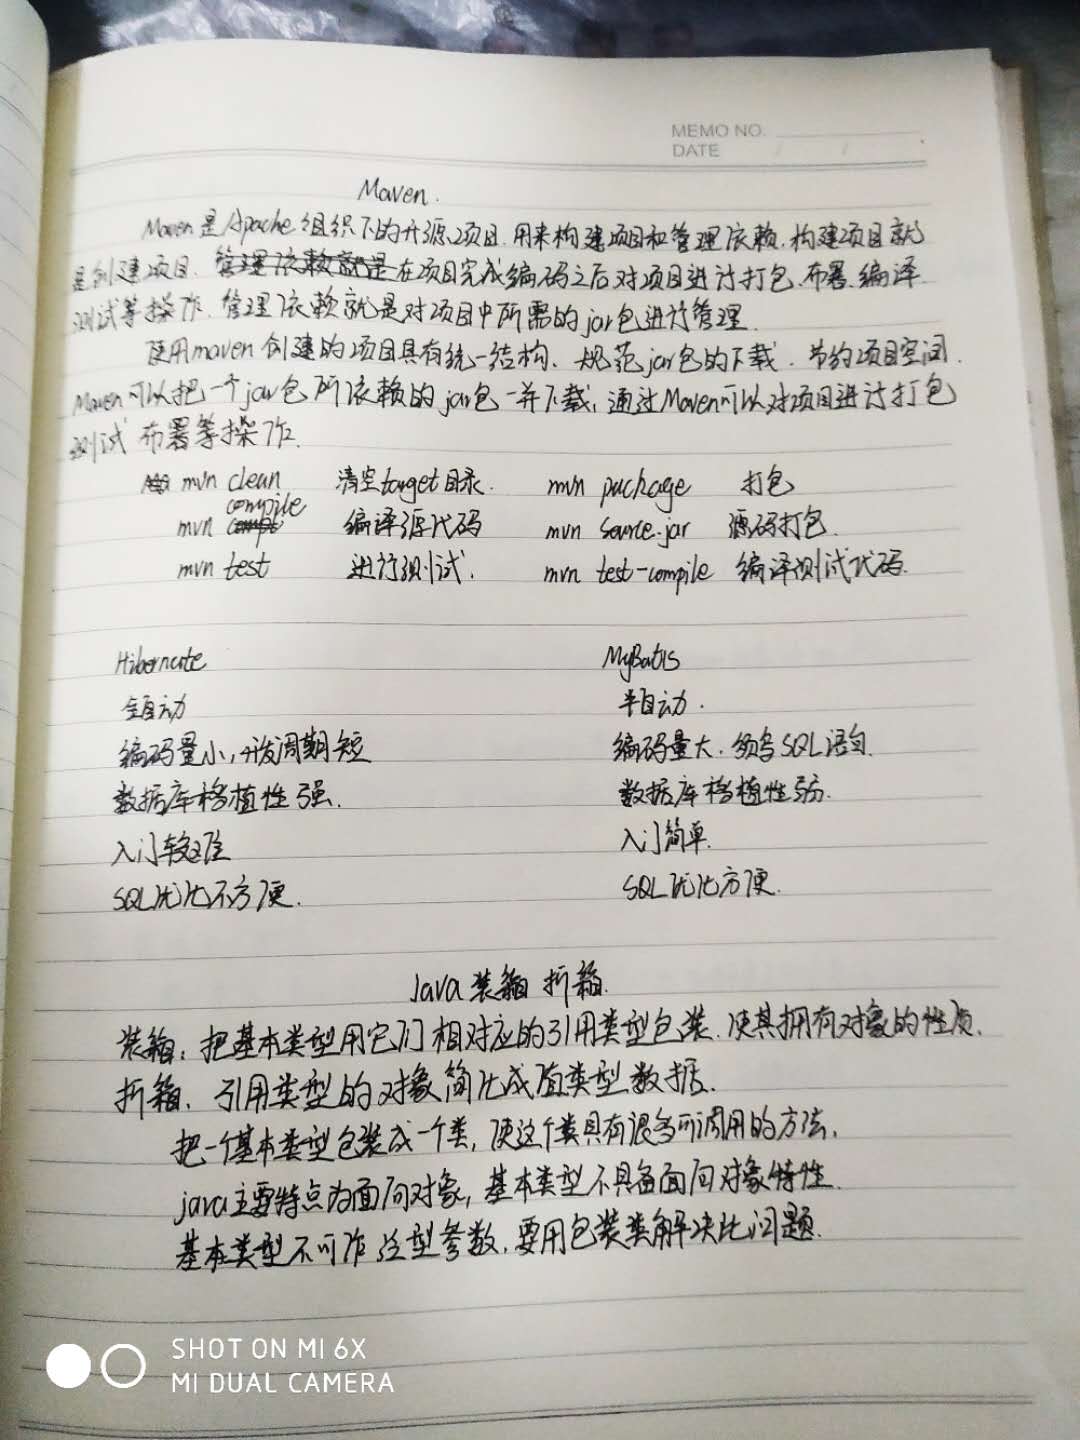 MEMO NO.
DATE / /
Maven.
Maven是Apache组织下的开源项目.用来构建项目和管理依赖.构建项目就
是创建项目.管理依赖就是在项目完成编码之后对项目进行打包.布署.编译
测试等操作.管理依赖就是对项目中所需的jar包进行管理.
使用maven创建的项目具有统一结构、规范jar包的下载.节约项目空间.
Maven可以把一个jar包所依赖的jar包一并下载,通过Maven可以对项目进行打包
测试 布署等操作.
mvn clean 清空target目录. mvn package 打包
mvn compile 编译源代码 mvn source.jar 源码打包.
mvn test 进行测试. mvn test-compile 编译测试代码.
Hibernate MyBatis
全自动 半自动.
编码量小,开发周期短 编码量大.须写SQL语句.
数据库移植性强. 数据库移植性弱.
入门较难 入门简单.
SQL优化不方便. SQL优化方便.
Java装箱 折箱.
装箱:把基本类型用它们相对应的引用类型包装.使其拥有对象的性质.
折箱.引用类型的对象简化成值类型数据.
把一个基本类型包装成一个类,使这个类具有很多可调用的方法.
java主要特点为面向对象,基本类型不具备面向对象特性.
基本类型不可作泛型参数,要用包装类解决此问题.
SHOT ON MI 6X
MI DUAL CAMERA